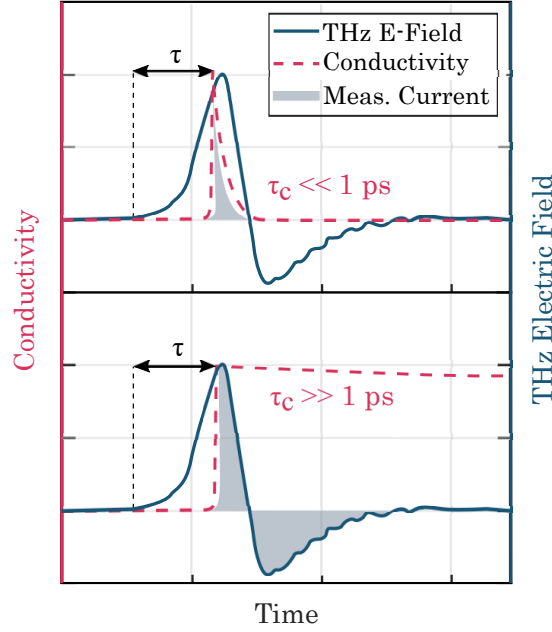 THz E-Field
Conductivity
Meas. Current
τ
τc << 1 ps
τ
τc >> 1 ps
Conductivity
THz Electric Field
Time